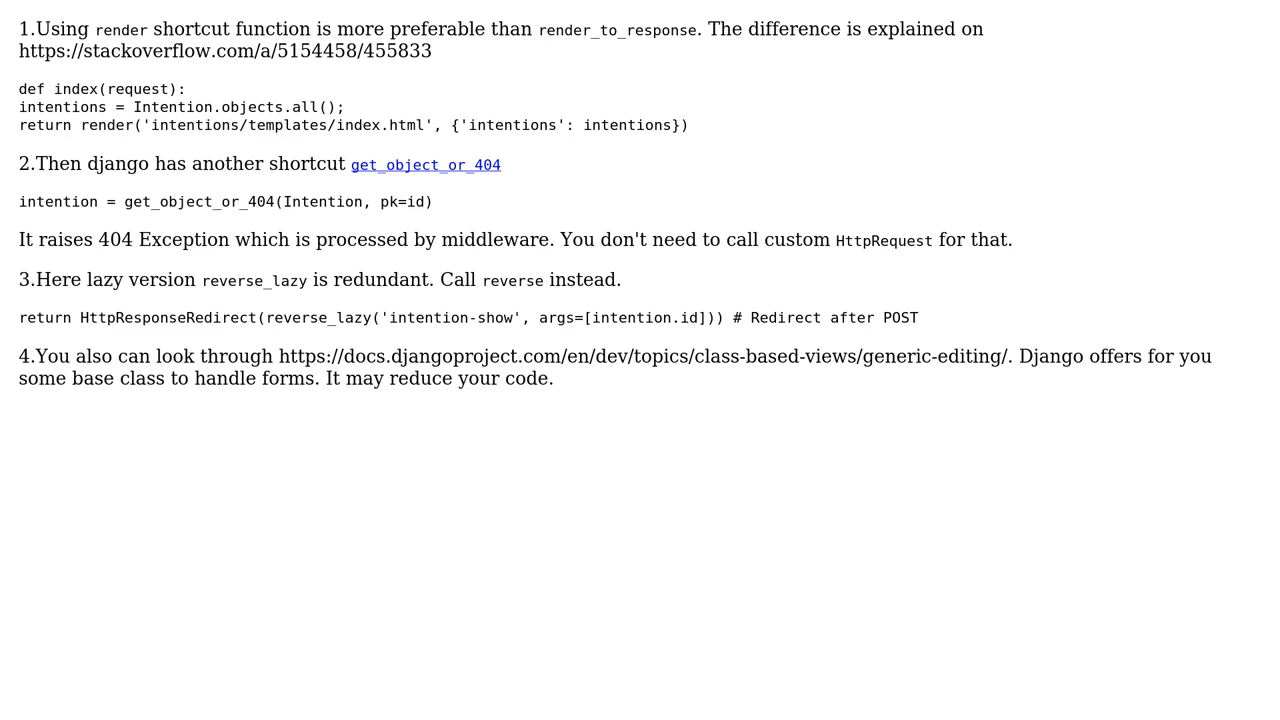 1.Using render shortcut function is more preferable than render_to_response. The difference is explained on
https://stackoverflow.com/a/5154458/455833
def index(request):
intentions = Intention.objects.all();
return render('intentions/templates/index.html', {'intentions': intentions})
2.Then django has another shortcut get_object_or_404
intention = get_object_or_404(Intention, pk=id)
It raises 404 Exception which is processed by middleware. You don't need to call custom HttpRequest for that.
3.Here lazy version reverse_lazy is redundant. Call reverse instead.
return HttpResponseRedirect(reverse_lazy('intention-show', args=[intention.id])) # Redirect after POST
4.You also can look through https://docs.djangoproject.com/en/dev/topics/class-based-views/generic-editing/. Django offers for you
some base class to handle forms. It may reduce your code.